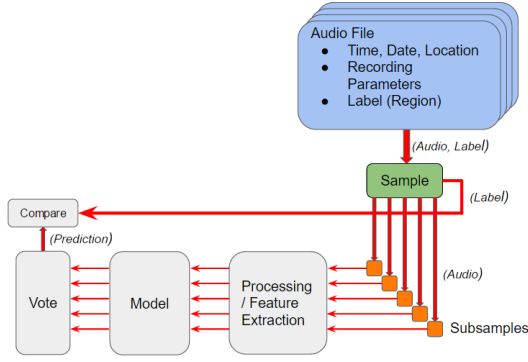 Audio File
● Time, Date, Location
● Recording
Parameters
● Label (Region)
(Audio, Label)
Sample
(Label)
Compare
(Prediction)
(Audio)
Vote
Model
Processing
/ Feature
Extraction
Subsamples